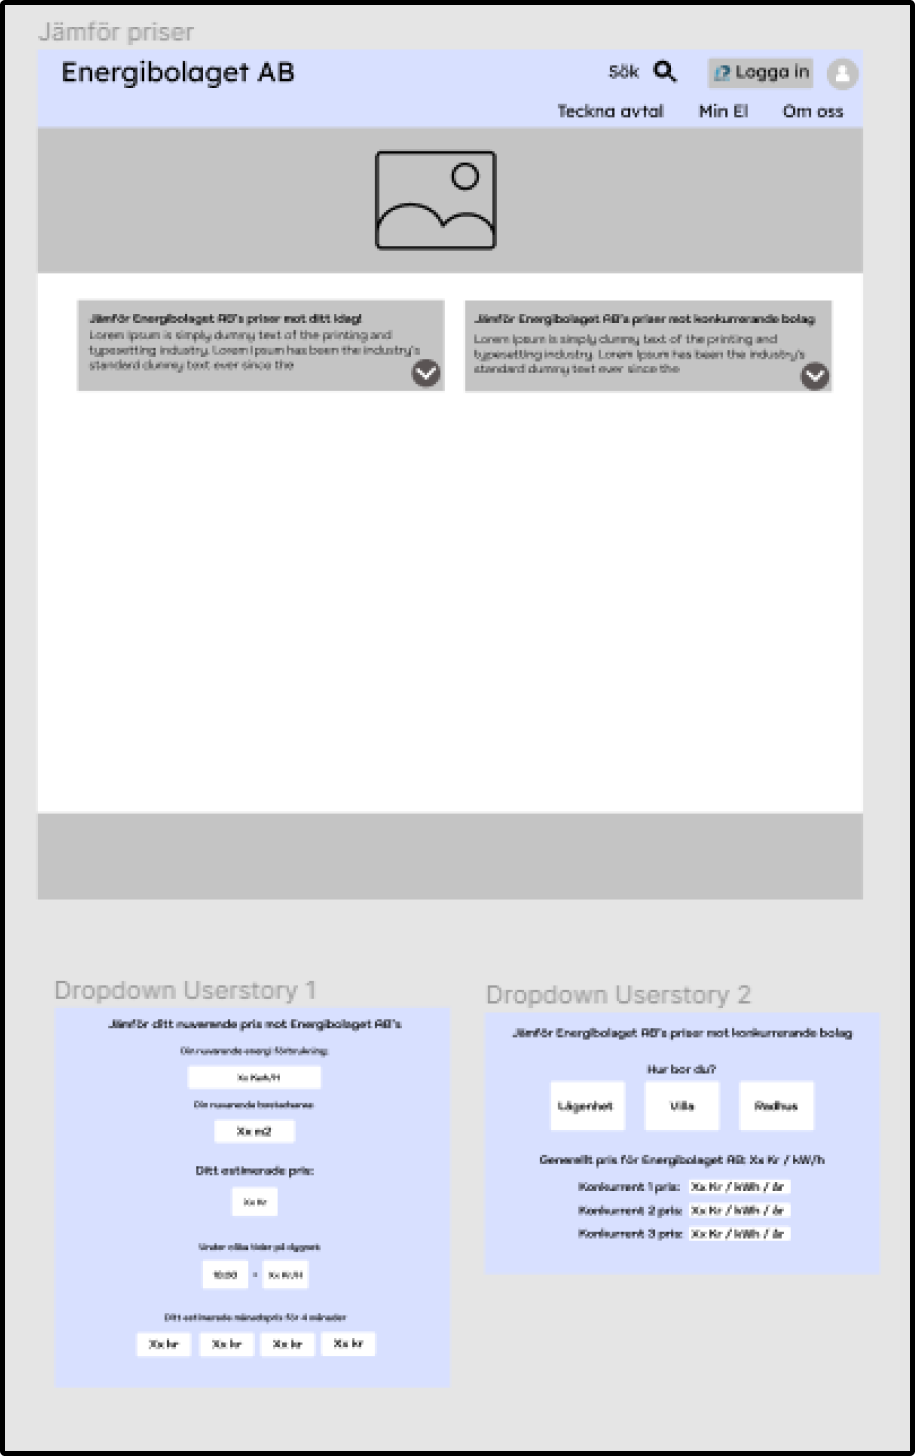 Jämför priser
Energibolaget AB
Sök
Logga in
Teckna avtal Min El Om oss
Jämför Energibolaget AB's priser mot ditt idag!
Lorem Ipsum is simply dummy text of the printing and
typesetting industry. Lorem Ipsum has been the industry's
standard dummy text ever since the
Jämför Energibolaget AB's priser mot konkurrerande bolag
Lorem Ipsum is simply dummy text of the printing and
typesetting industry. Lorem Ipsum has been the industry's
standard dummy text ever since the
Dropdown Userstory 1
Jämför ditt nuvarende pris mot Energibolaget AB's
Din nuvarande energi förbrukning:
Xx
Din nuvarande
Xx m2
Ditt estimerade pris:
Xx Kr
Under olika tider på dygnet:
- Xx Kr/H
Ditt estimerade månadspris för 4 månader
Xx kr Xx kr Xx kr Xx kr
Dropdown Userstory 2
Jämför Energibolaget AB's priser mot konkurrerande bolag
Hur bor du?
Lägenhet Villa Radhus
Generellt pris för Energibolaget AB: Xx Kr / kW/h
Konkurrent 1 pris: Xx Kr / kWh / år
Konkurrent 2 pris: Xx Kr / kWh / år
Konkurrent 3 pris: Xx Kr / kWh / år